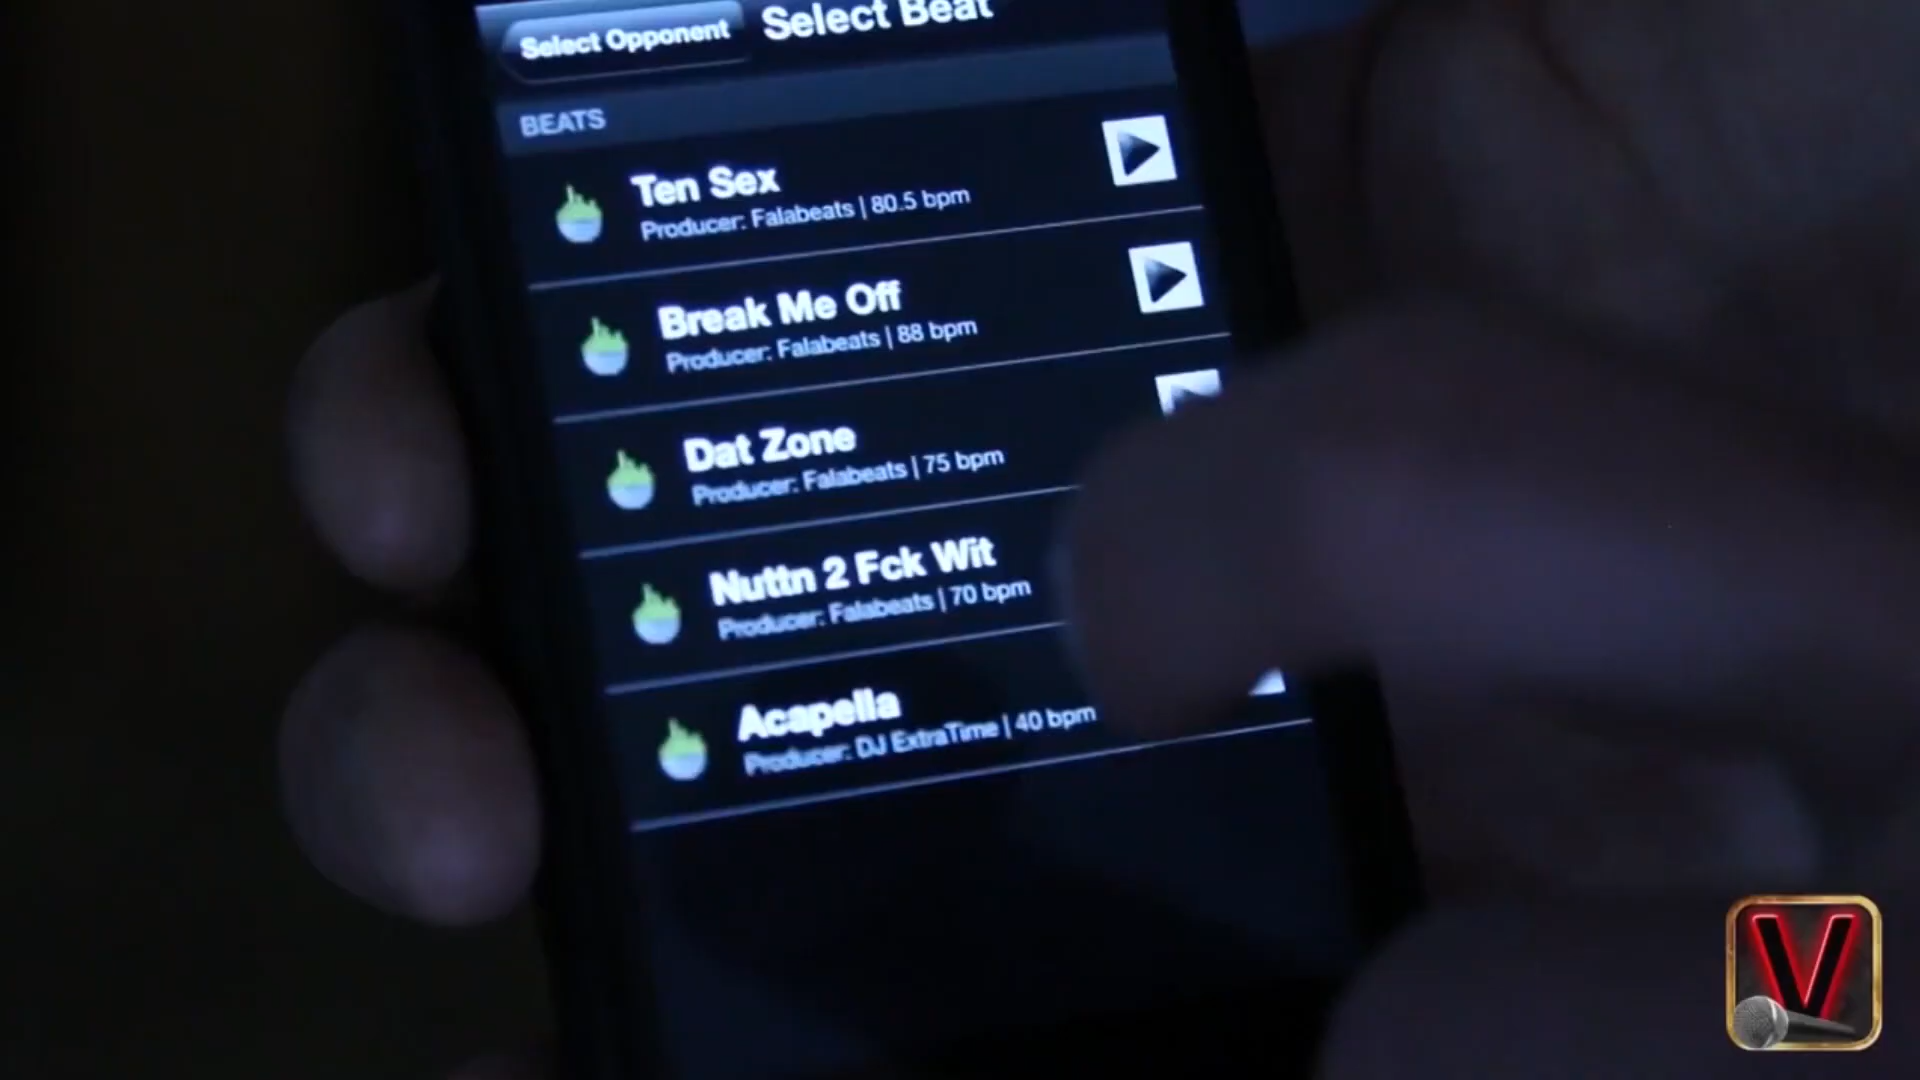 Select Opponent
Select Beat
BEATS
Ten Sex
Producer: Falabeats | 80.5 bpm
Break Me Off
Producer: Falabeats | 88 bpm
Dat Zone
Producer: Falabeats | 75 bpm
Nuttn 2 Fck Wit
Producer: Falabeats | 70 bpm
Acapella
Producer: DJ ExtraTime | 40 bpm
V